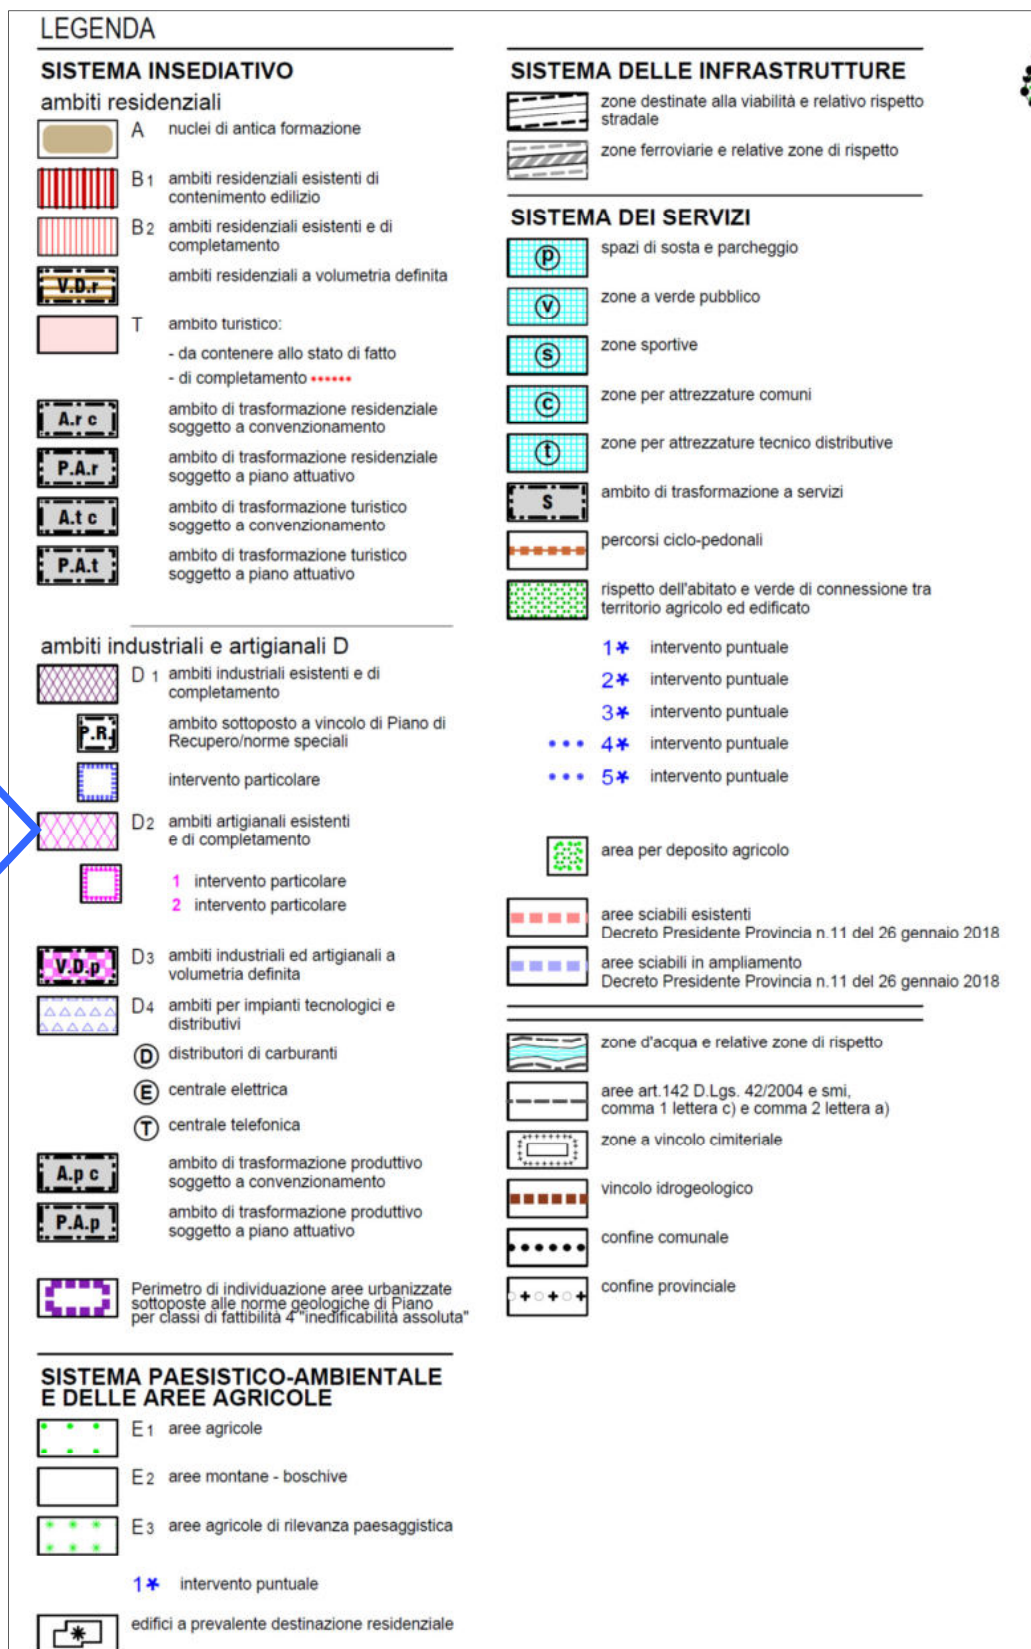 LEGENDA
SISTEMA INSEDIATIVO
ambiti residenziali
A nuclei di antica formazione
B1 ambiti residenziali esistenti di
contenimento edilizio
B2 ambiti residenziali esistenti e di
completamento
V.D.r ambiti residenziali a volumetria definita
T ambito turistico:
- da contenere allo stato di fatto
- di completamento
A.r c ambito di trasformazione residenziale
soggetto a convenzionamento
P.A.r ambito di trasformazione residenziale
soggetto a piano attuativo
A.t c ambito di trasformazione turistico
soggetto a convenzionamento
P.A.t ambito di trasformazione turistico
soggetto a piano attuativo
ambiti industriali e artigianali D
D 1 ambiti industriali esistenti e di
completamento
P.R. ambito sottoposto a vincolo di Piano di
Recupero/norme speciali
intervento particolare
D2 ambiti artigianali esistenti
e di completamento
1 intervento particolare
2 intervento particolare
V.D.p D3 ambiti industriali ed artigianali a
volumetria definita
D4 ambiti per impianti tecnologici e
distributivi
D distributori di carburanti
E centrale elettrica
T centrale telefonica
A.p c ambito di trasformazione produttivo
soggetto a convenzionamento
P.A.p ambito di trasformazione produttivo
soggetto a piano attuativo
Perimetro di individuazione aree urbanizzate
sottoposte alle norme geologiche di Piano
per classi di fattibilità 4 "inedificabilità assoluta"
SISTEMA PAESISTICO-AMBIENTALE
E DELLE AREE AGRICOLE
E1 aree agricole
E2 aree montane - boschive
E3 aree agricole di rilevanza paesaggistica
1* intervento puntuale
* edifici a prevalente destinazione residenziale
SISTEMA DELLE INFRASTRUTTURE
zone destinate alla viabilità e relativo rispetto
stradale
zone ferroviarie e relative zone di rispetto
SISTEMA DEI SERVIZI
p spazi di sosta e parcheggio
v zone a verde pubblico
s zone sportive
c zone per attrezzature comuni
t zone per attrezzature tecnico distributive
S ambito di trasformazione a servizi
percorsi ciclo-pedonali
rispetto dell'abitato e verde di connessione tra
territorio agricolo ed edificato
1* intervento puntuale
2* intervento puntuale
3* intervento puntuale
4* intervento puntuale
5* intervento puntuale
area per deposito agricolo
aree sciabili esistenti
Decreto Presidente Provincia n.11 del 26 gennaio 2018
aree sciabili in ampliamento
Decreto Presidente Provincia n.11 del 26 gennaio 2018
zone d'acqua e relative zone di rispetto
aree art.142 D.Lgs. 42/2004 e smi,
comma 1 lettera c) e comma 2 lettera a)
zone a vincolo cimiteriale
vincolo idrogeologico
confine comunale
confine provinciale